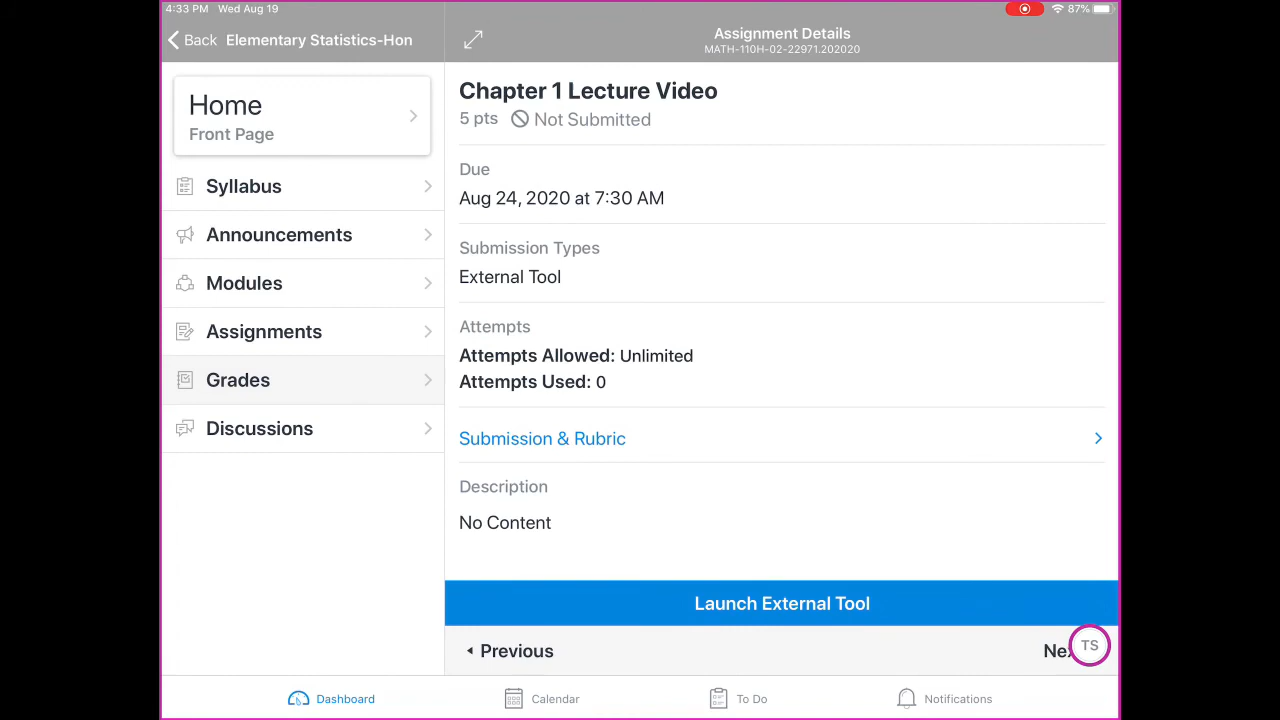 4:33 PM Wed Aug 19
87%
Back Elementary Statistics-Hon
Assignment Details
MATH-110H-02-22971.202020
Home
Front Page
Syllabus
Announcements
Modules
Assignments
Grades
Discussions
Chapter 1 Lecture Video
5 pts Not Submitted
Due
Aug 24, 2020 at 7:30 AM
Submission Types
External Tool
Attempts
Attempts Allowed: Unlimited
Attempts Used: 0
Submission & Rubric
Description
No Content
Launch External Tool
Previous
TS
Dashboard
Calendar
To Do
Notifications